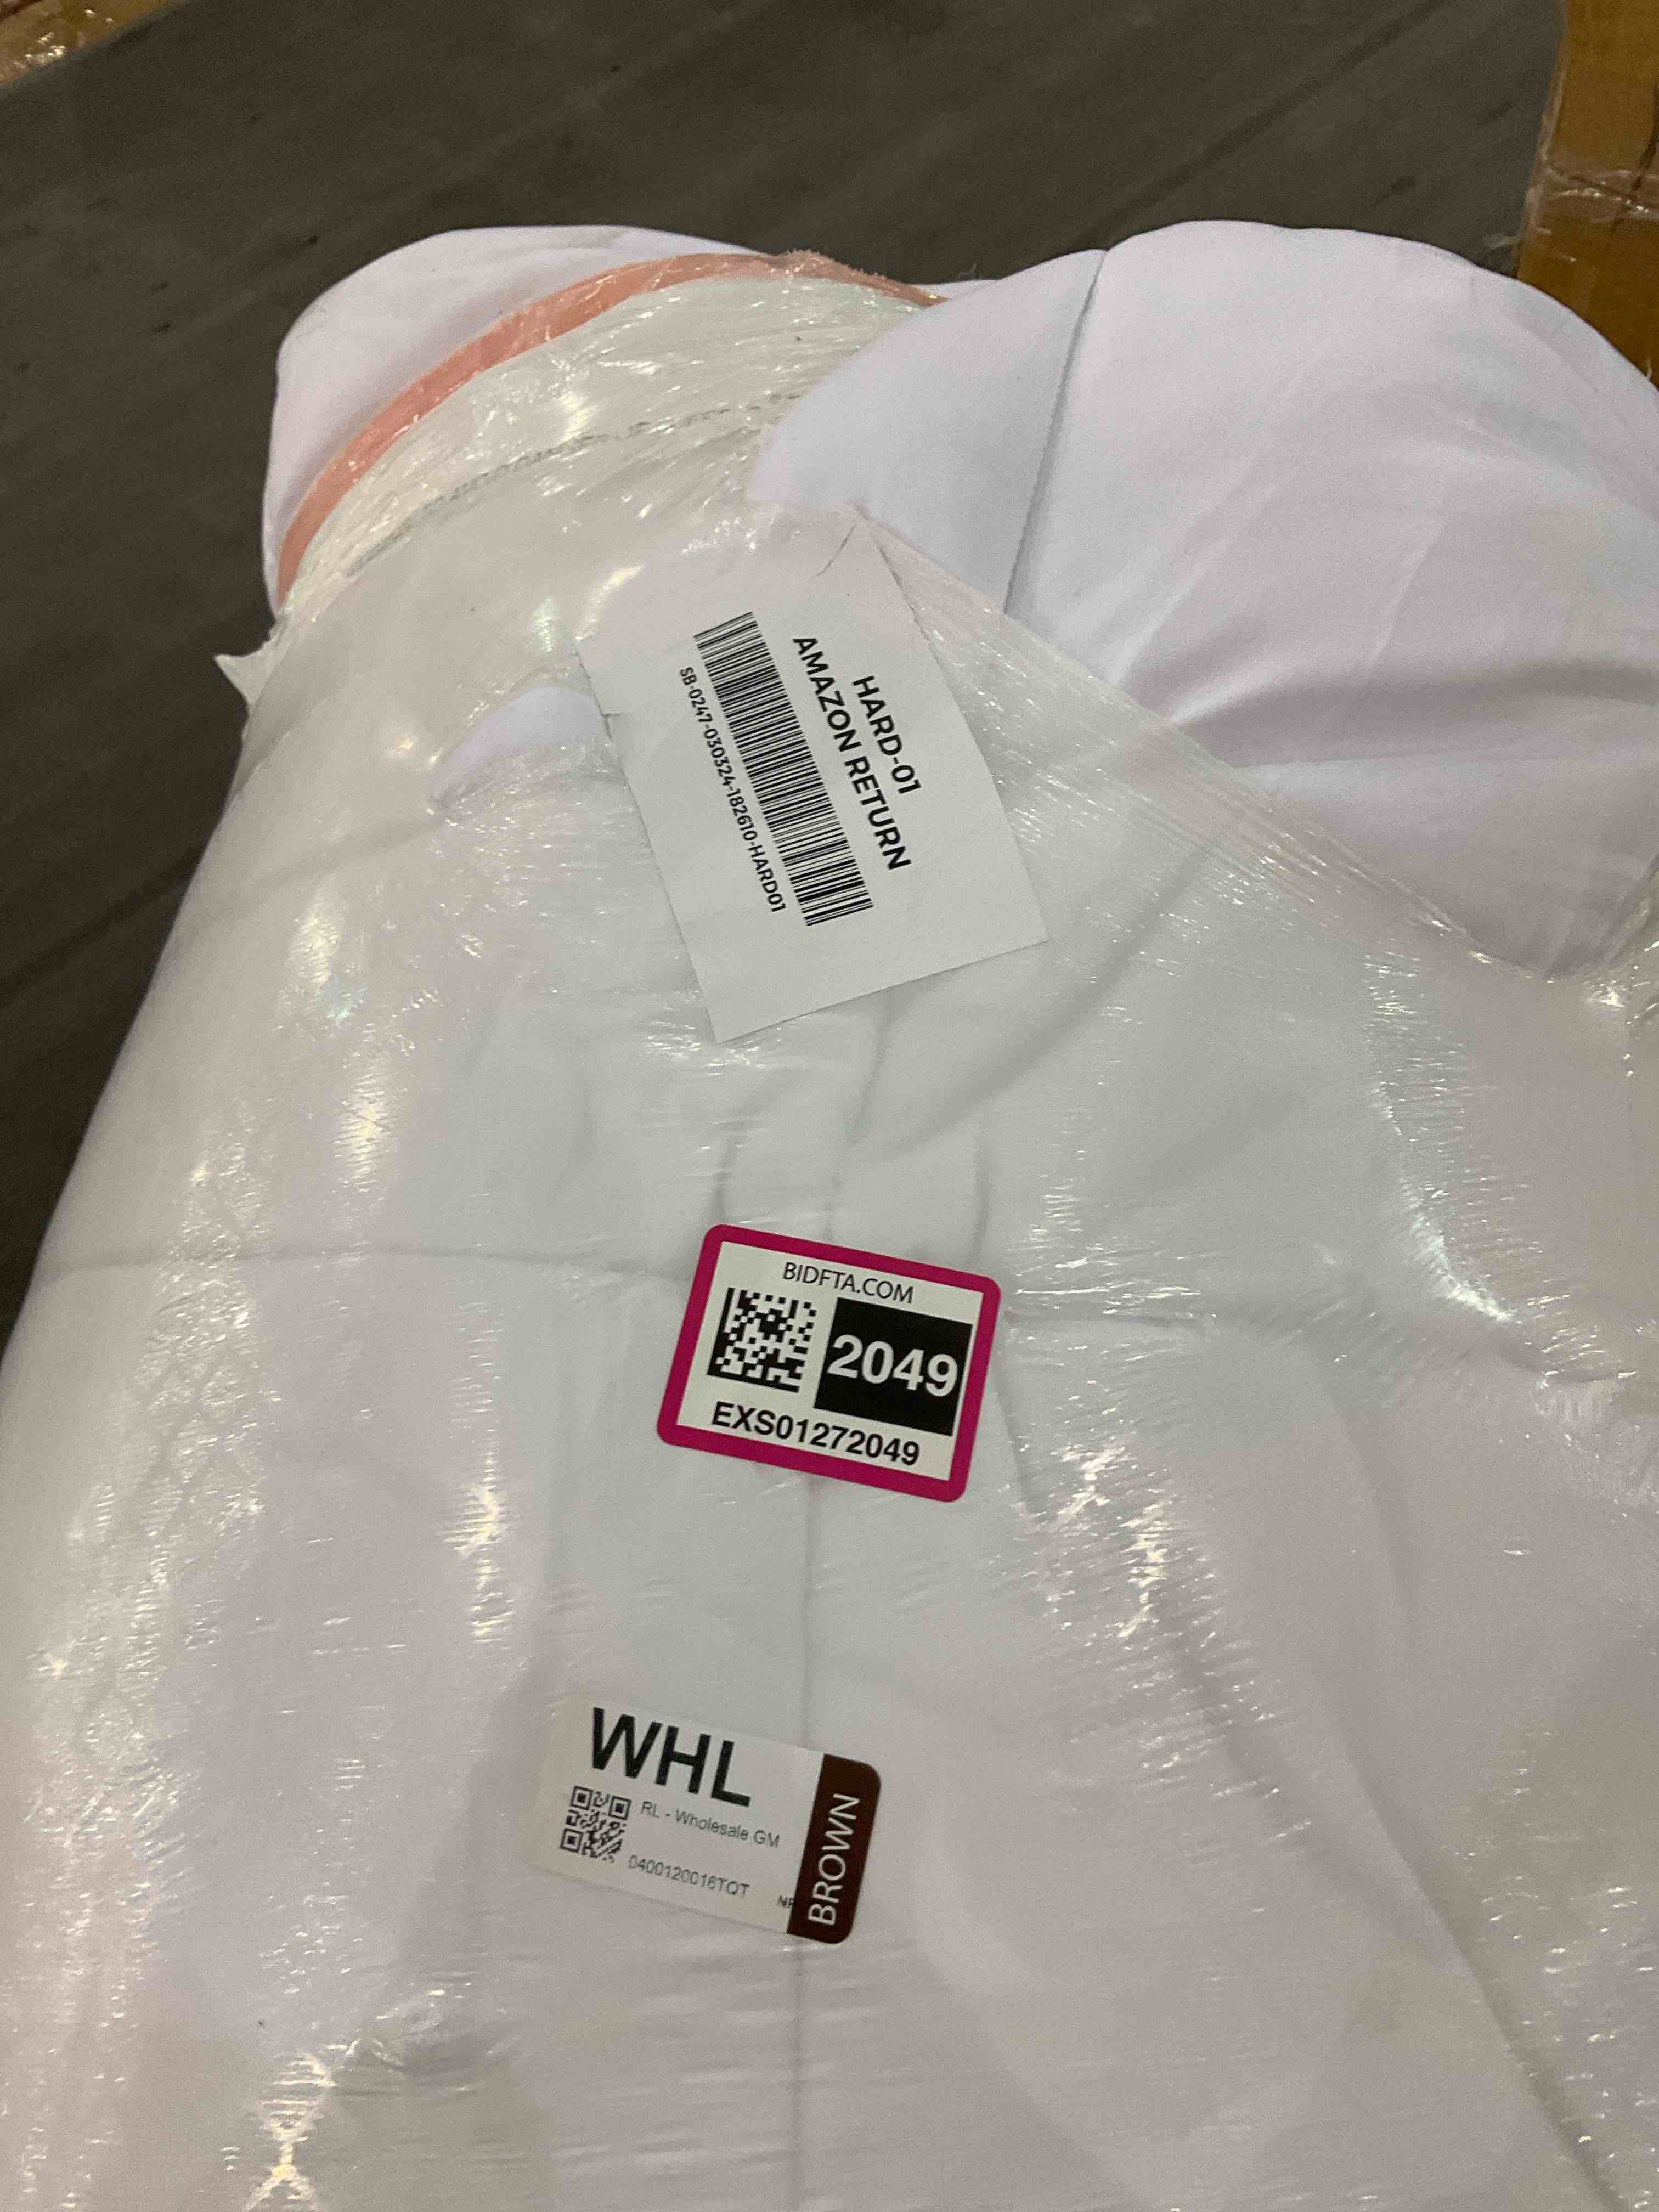 HARD-01
AMAZON RETURN
SB-0247-030324-182610-HARD01
BIDFTA.COM
2049
EXS01272049
WHL
RL - Wholesale GM
0400120016TQT
BROWN